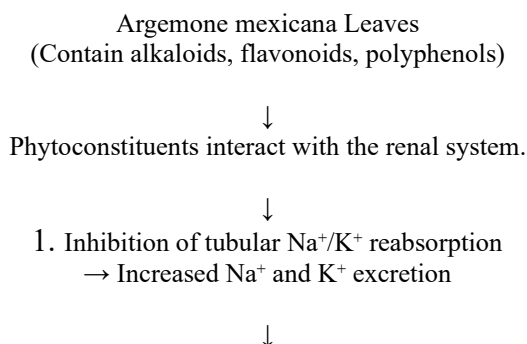 Argemone mexicana Leaves
(Contain alkaloids, flavonoids, polyphenols)
↓
Phytoconstituents interact with the renal system.
↓
1. Inhibition of tubular Na⁺/K⁺ reabsorption
→ Increased Na⁺ and K⁺ excretion
↓